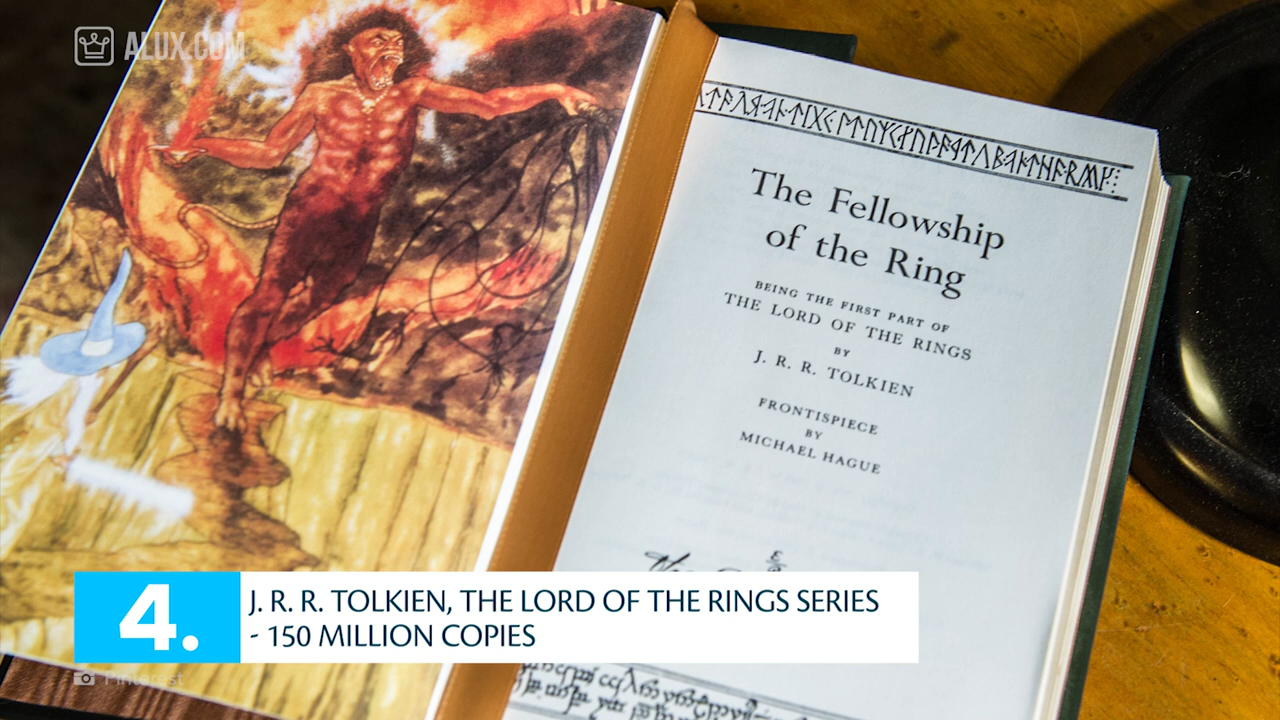 ALUX.COM
The Fellowship
of the Ring
BEING THE FIRST PART OF
THE LORD OF THE RINGS
BY
J. R. R. TOLKIEN
FRONTISPIECE
BY
MICHAEL HAGUE
4.
J. R. R. TOLKIEN, THE LORD OF THE RINGS SERIES
- 150 MILLION COPIES
Pinterest